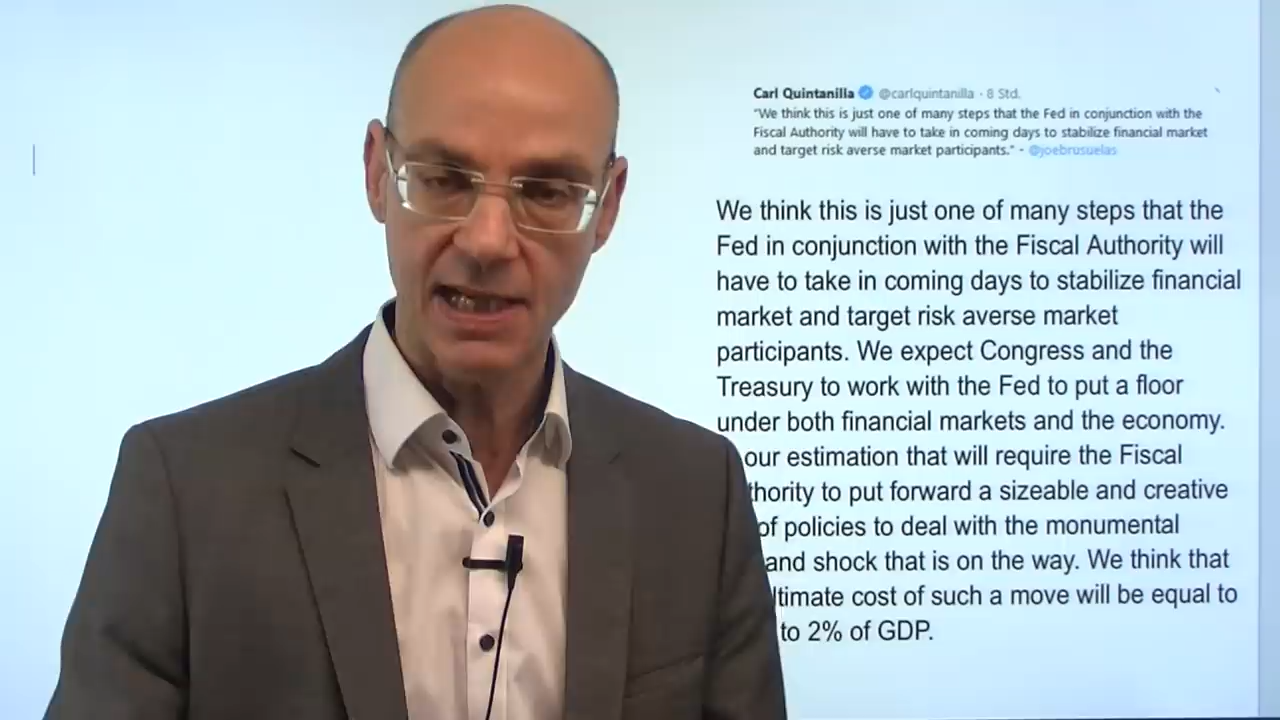 Carl Quintanilla @carlquintanilla · 8 Std.
"We think this is just one of many steps that the Fed in conjunction with the
Fiscal Authority will have to take in coming days to stabilize financial market
and target risk averse market participants." - @joebrusuelas
We think this is just one of many steps that the
Fed in conjunction with the Fiscal Authority will
have to take in coming days to stabilize financial
market and target risk averse market
participants. We expect Congress and the
Treasury to work with the Fed to put a floor
under both financial markets and the economy.
our estimation that will require the Fiscal
thority to put forward a sizeable and creative
of policies to deal with the monumental
and shock that is on the way. We think that
ltimate cost of such a move will be equal to
to 2% of GDP.